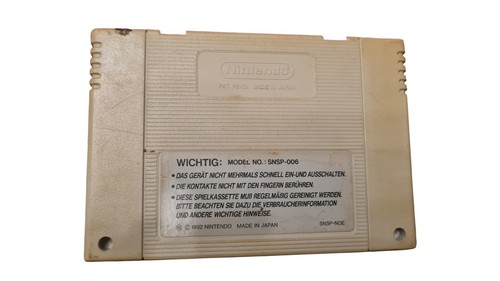 Nintendo
PAT. PEND. MADE IN JAPAN
WICHTIG: MODEL NO.: SNSP-006
• DAS GERÄT NICHT MEHRMALS SCHNELL EIN-UND AUSSCHALTEN.
• DIE KONTAKTE NICHT MIT DEN FINGERN BERÜHREN.
• DIESE SPIELKASSETTE MUß REGELMÄßIG GEREINIGT WERDEN.
BITTE BEACHTEN SIE DAZU DIE VERBRAUCHERINFORMATION
UND ANDERE WICHTIGE HINWEISE.
© 1992 NINTENDO MADE IN JAPAN SNSP-NOE